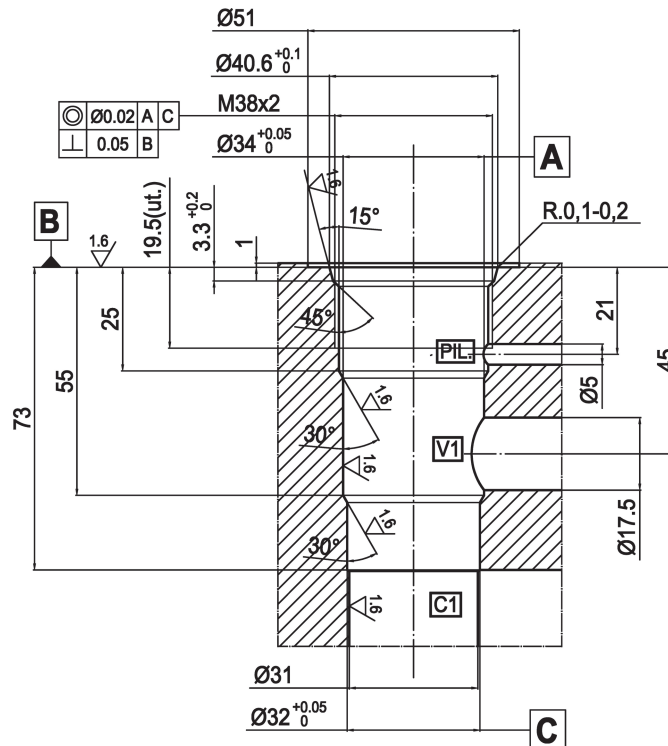 Ø51
Ø40.6 +0.1 0
M38x2
◎ Ø0.02 A C
⊥ 0.05 B
Ø34 +0.05 0
A
1.6
15°
R.0,1-0,2
B
1.6
19.5(ut.)
3.3 +0.2 0
1
45°
25
55
73
PIL.
21
45
Ø5
1.6
30°
1.6
V1
Ø17.5
1.6
30°
1.6
C1
Ø31
Ø32 +0.05 0
C